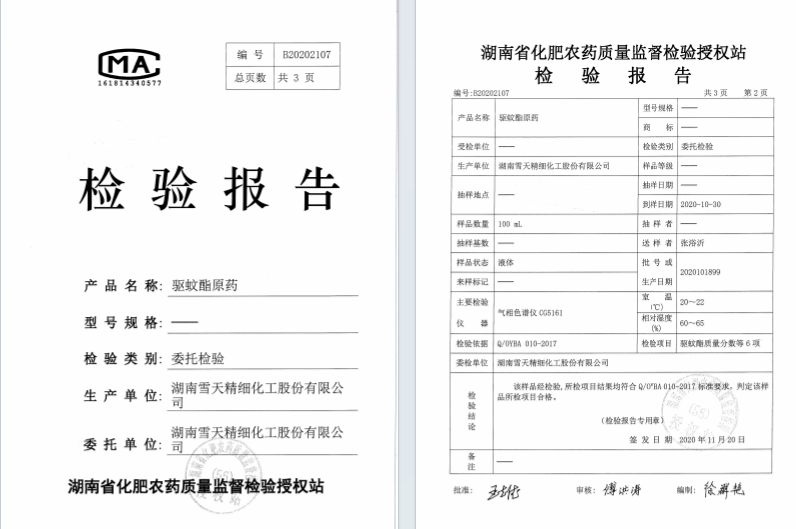 MA
161814340577
编 号 B20202107
总页数 共 3 页
检 验 报 告
产 品 名 称: 驱蚊酯原药
型 号 规 格: ——
检 验 类 别: 委托检验
生 产 单 位: 湖南雪天精细化工股份有限公
司
委 托 单 位: 湖南雪天精细化工股份有限公
司
湖南省化肥农药质量监督检验授权站
湖南省化肥农药质量监督检验授权站
检 验 报 告
编号:B20202107 共 3 页 第 2 页
产品名称 驱蚊酯原药 型号规格 ——
商 标 ——
受检单位 —— 检验类别 委托检验
生产单位 湖南雪天精细化工股份有限公司 样品等级 ——
抽样地点 —— 抽样日期 ——
到样日期 2020-10-30
样品数量 100 mL 抽 样 者 ——
抽样基数 —— 送 样 者 张浴沂
样品状态 液体 批 号 或
生产日期 2020101899
来样标记 ——
主要检验
仪 器 气相色谱仪 CG5161 室 温
(℃) 20～22
相对湿度
(%) 60～65
检验依据 Q/OYBA 010-2017 检验项目 驱蚊酯质量分数等 6 项
委检单位 湖南雪天精细化工股份有限公司
检验结论 该样品经检验,所检项目结果均符合 Q/OYBA 010-2017 标准要求, 判定该样
品所检项目合格。
(检验报告专用章)
签 发 日 期 2020 年 11 月 20 日
备注 ——
批准: 审核: 编制: